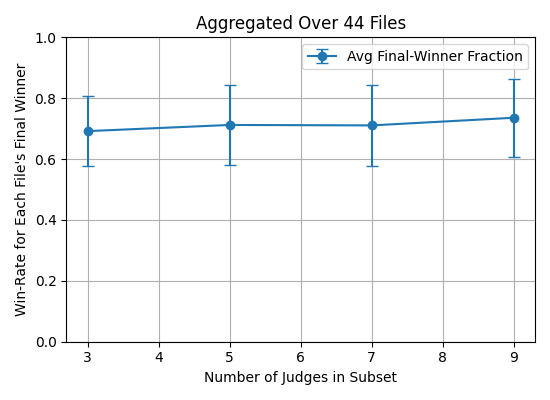 Aggregated Over 44 Files
Win-Rate for Each File's Final Winner
1.0
0.8
0.6
0.4
0.2
0.0
Avg Final-Winner Fraction
3 4 5 6 7 8 9
Number of Judges in Subset